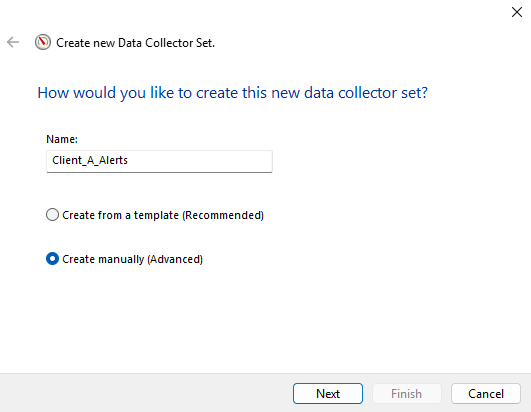 Create new Data Collector Set.
How would you like to create this new data collector set?
Name:
Client_A_Alerts
Create from a template (Recommended)
Create manually (Advanced)
Next
Finish
Cancel